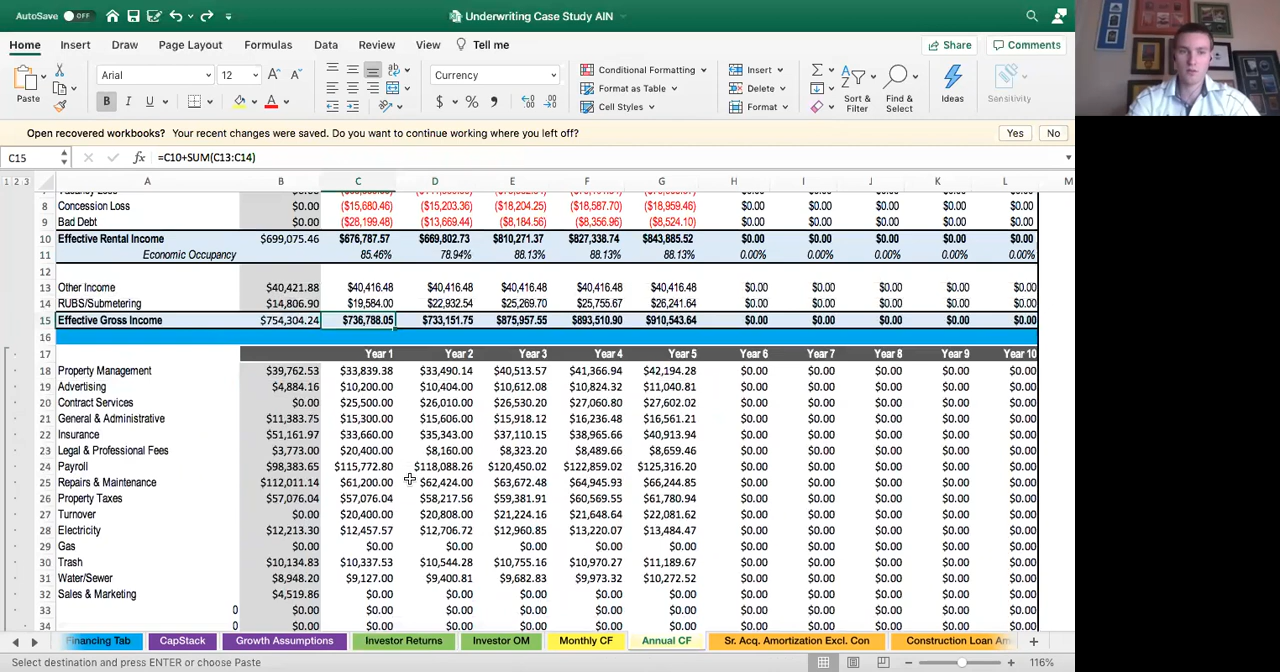 AutoSave OFF Underwriting Case Study AIN
Home Insert Draw Page Layout Formulas Data Review View Tell me Share Comments
Paste Arial 12 Currency Conditional Formatting Format as Table Cell Styles Insert Delete Format Sort & Filter Find & Select Ideas Sensitivity
Open recovered workbooks? Your recent changes were saved. Do you want to continue working where you left off? Yes No
C15 fx =C10+SUM(C13:C14)
1 2 3 A B C D E F G H I J K L M
8 Concession Loss $0.00 ($15,680.46) ($15,203.36) ($18,204.25) ($18,587.70) ($18,959.46) $0.00 $0.00 $0.00 $0.00 $0.00
9 Bad Debt $0.00 ($28,199.48) ($13,669.44) ($8,184.56) ($8,356.96) ($8,524.10) $0.00 $0.00 $0.00 $0.00 $0.00
10 Effective Rental Income $699,075.46 $676,787.57 $669,802.73 $810,271.37 $827,338.74 $843,885.52 $0.00 $0.00 $0.00 $0.00 $0.00
11 Economic Occupancy 85.46% 78.94% 88.13% 88.13% 88.13% 0.00% 0.00% 0.00% 0.00% 0.00%
12
13 Other Income $40,421.88 $40,416.48 $40,416.48 $40,416.48 $40,416.48 $40,416.48 $0.00 $0.00 $0.00 $0.00 $0.00
14 RUBS/Submetering $14,806.90 $19,584.00 $22,932.54 $25,269.70 $25,755.67 $26,241.64 $0.00 $0.00 $0.00 $0.00 $0.00
15 Effective Gross Income $754,304.24 $736,788.05 $733,151.75 $875,957.55 $893,510.90 $910,543.64 $0.00 $0.00 $0.00 $0.00 $0.00
16
17 Year 1 Year 2 Year 3 Year 4 Year 5 Year 6 Year 7 Year 8 Year 9 Year 10
18 Property Management $39,762.53 $33,839.38 $33,490.14 $40,513.57 $41,366.94 $42,194.28 $0.00 $0.00 $0.00 $0.00 $0.00
19 Advertising $4,884.16 $10,200.00 $10,404.00 $10,612.08 $10,824.32 $11,040.81 $0.00 $0.00 $0.00 $0.00 $0.00
20 Contract Services $0.00 $25,500.00 $26,010.00 $26,530.20 $27,060.80 $27,602.02 $0.00 $0.00 $0.00 $0.00 $0.00
21 General & Administrative $11,383.75 $15,300.00 $15,606.00 $15,918.12 $16,236.48 $16,561.21 $0.00 $0.00 $0.00 $0.00 $0.00
22 Insurance $51,161.97 $33,660.00 $35,343.00 $37,110.15 $38,965.66 $40,913.94 $0.00 $0.00 $0.00 $0.00 $0.00
23 Legal & Professional Fees $3,773.00 $20,400.00 $8,160.00 $8,323.20 $8,489.66 $8,659.46 $0.00 $0.00 $0.00 $0.00 $0.00
24 Payroll $98,383.65 $115,772.80 $118,088.26 $120,450.02 $122,859.02 $125,316.20 $0.00 $0.00 $0.00 $0.00 $0.00
25 Repairs & Maintenance $112,011.14 $61,200.00 $62,424.00 $63,672.48 $64,945.93 $66,244.85 $0.00 $0.00 $0.00 $0.00 $0.00
26 Property Taxes $57,076.04 $57,076.04 $58,217.56 $59,381.91 $60,569.55 $61,780.94 $0.00 $0.00 $0.00 $0.00 $0.00
27 Turnover $0.00 $20,400.00 $20,808.00 $21,224.16 $21,648.64 $22,081.62 $0.00 $0.00 $0.00 $0.00 $0.00
28 Electricity $12,213.30 $12,457.57 $12,706.72 $12,960.85 $13,220.07 $13,484.47 $0.00 $0.00 $0.00 $0.00 $0.00
29 Gas $0.00 $0.00 $0.00 $0.00 $0.00 $0.00 $0.00 $0.00 $0.00 $0.00 $0.00
30 Trash $10,134.83 $10,337.53 $10,544.28 $10,755.16 $10,970.27 $11,189.67 $0.00 $0.00 $0.00 $0.00 $0.00
31 Water/Sewer $8,948.20 $9,127.00 $9,400.81 $9,682.83 $9,973.32 $10,272.52 $0.00 $0.00 $0.00 $0.00 $0.00
32 Sales & Marketing $4,519.86 $0.00 $0.00 $0.00 $0.00 $0.00 $0.00 $0.00 $0.00 $0.00 $0.00
33 0 $0.00 $0.00 $0.00 $0.00 $0.00 $0.00 $0.00 $0.00 $0.00 $0.00 $0.00
34 0 $0.00 $0.00 $0.00 $0.00 $0.00 $0.00 $0.00 $0.00 $0.00 $0.00 $0.00
Financing Tab CapStack Growth Assumptions Investor Returns Investor OM Monthly CF Annual CF Sr. Acq. Amortization Excl. Con Construction Loan Am
Select destination and press ENTER or choose Paste 116%